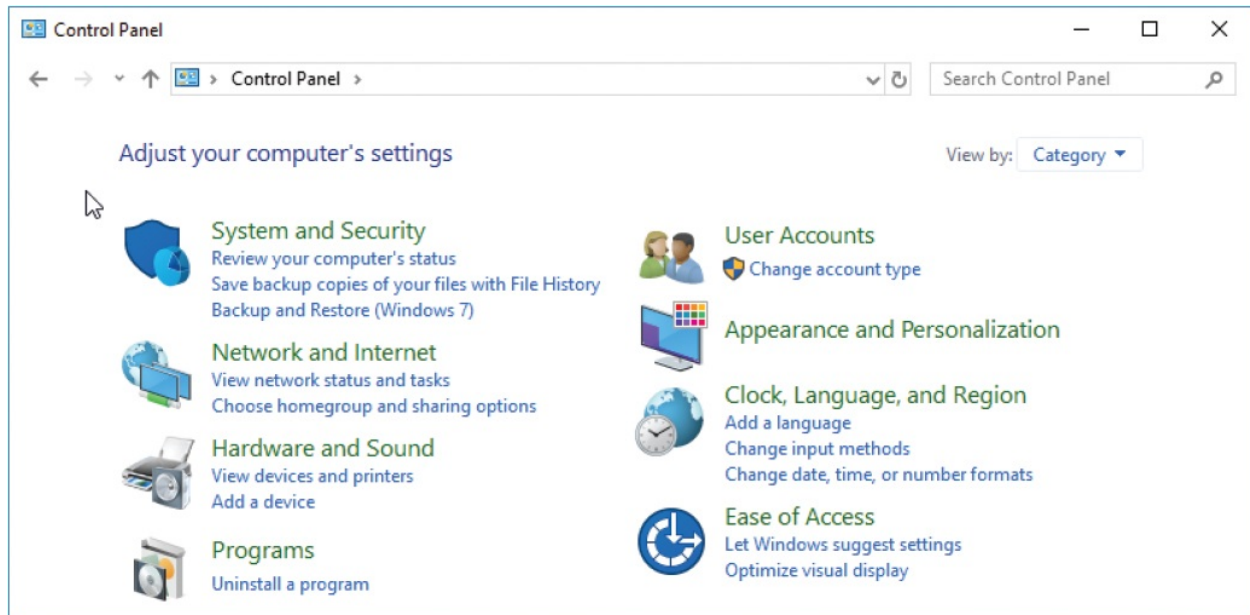 Control Panel
Control Panel
Search Control Panel
Adjust your computer's settings
View by: Category
System and Security
Review your computer's status
Save backup copies of your files with File History
Backup and Restore (Windows 7)
Network and Internet
View network status and tasks
Choose homegroup and sharing options
Hardware and Sound
View devices and printers
Add a device
Programs
Uninstall a program
User Accounts
Change account type
Appearance and Personalization
Clock, Language, and Region
Add a language
Change input methods
Change date, time, or number formats
Ease of Access
Let Windows suggest settings
Optimize visual display